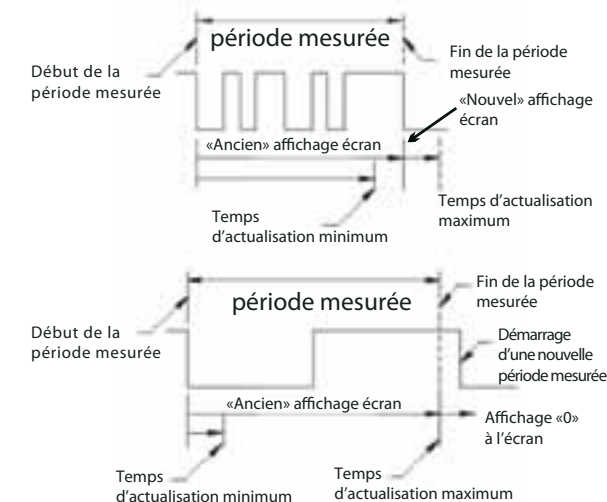 période mesurée
Début de la
période mesurée
Fin de la période
mesurée
«Nouvel» affichage
écran
«Ancien» affichage écran
Temps
d'actualisation minimum
Temps d'actualisation
maximum
période mesurée
Début de la
période mesurée
Fin de la période
mesurée
Démarrage
d'une nouvelle
période mesurée
«Ancien» affichage écran
Affichage «0»
à l'écran
Temps
d'actualisation minimum
Temps
d'actualisation maximum